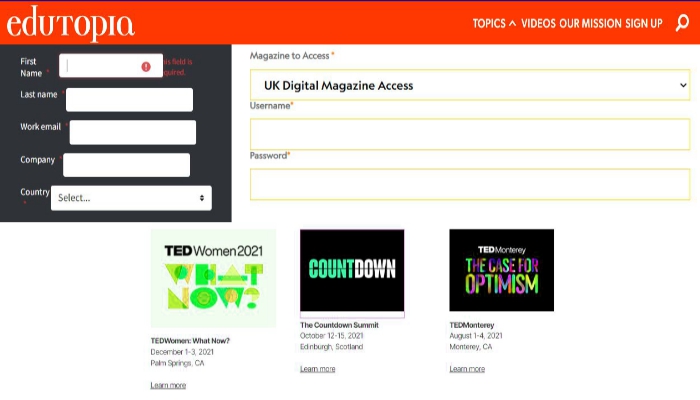 edutopia
TOPICS VIDEOS OUR MISSION SIGN UP
First
Name *
is field is
quired.
Last name *
Work email *
Company *
Country
*
Select...
Magazine to Access *
UK Digital Magazine Access
Username*
Password*
TEDWomen 2021
WHAT
NOW?
TEDWomen: What Now?
December 1-3, 2021
Palm Springs, CA
Learn more
COUNTDOWN
The Countdown Summit
October 12-15, 2021
Edinburgh, Scotland
Learn more
TEDMonterey
THE CASE FOR
OPTIMISM
TEDMonterey
August 1-4, 2021
Monterey, CA
Learn more